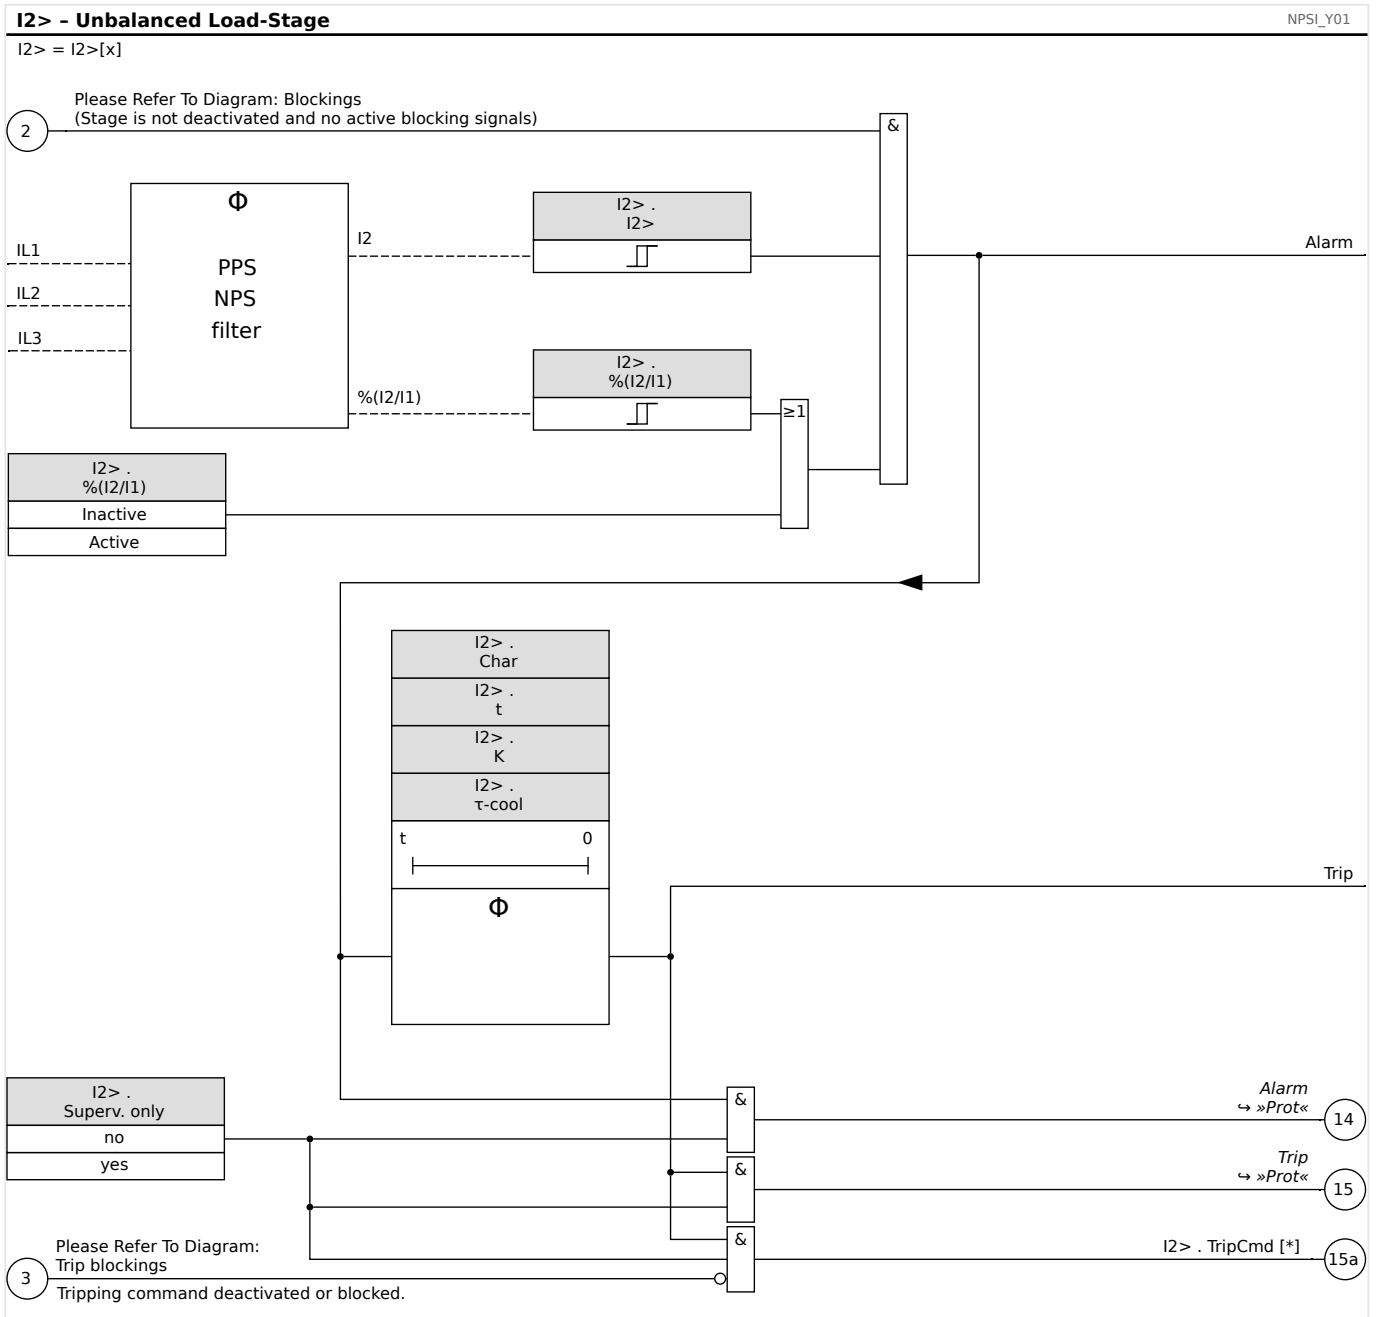 I2> – Unbalanced Load-Stage
NPSI_Y01
I2> = I2>[x]
Please Refer To Diagram: Blockings
(Stage is not deactivated and no active blocking signals)
2
&
Φ
PPS
NPS
filter
IL1
IL2
IL3
I2
I2> .
I2>
Alarm
%(I2/I1)
I2> .
%(I2/I1)
≥1
I2> .
%(I2/I1)
Inactive
Active
I2> .
Char
I2> .
t
I2> .
K
I2> .
τ-cool
t 0
Φ
Trip
I2> .
Superv. only
no
yes
&
Alarm
↪ »Prot«
14
&
Trip
↪ »Prot«
15
&
I2> . TripCmd [*]
15a
Please Refer To Diagram:
Trip blockings
3
Tripping command deactivated or blocked.